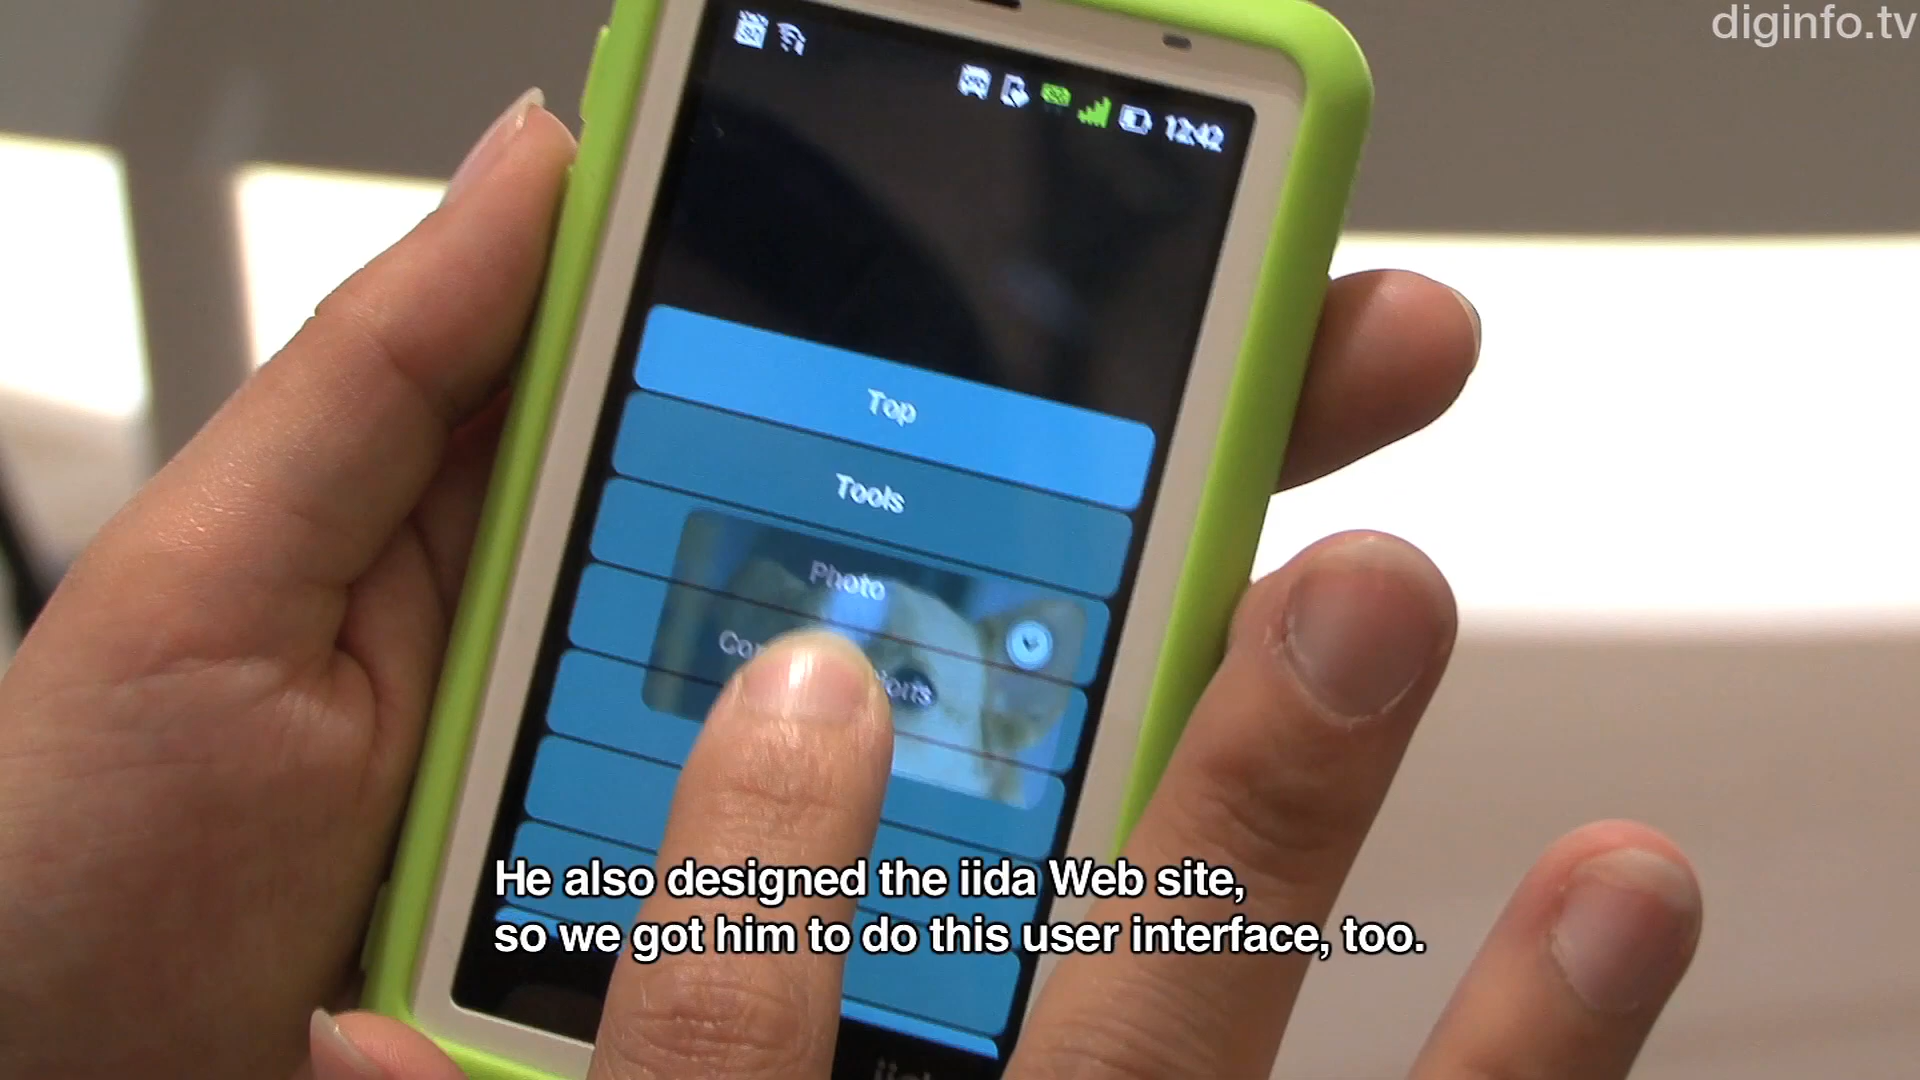 diginfo.tv
12:42
Top
Tools
Photo
He also designed the iida Web site,
so we got him to do this user interface, too.